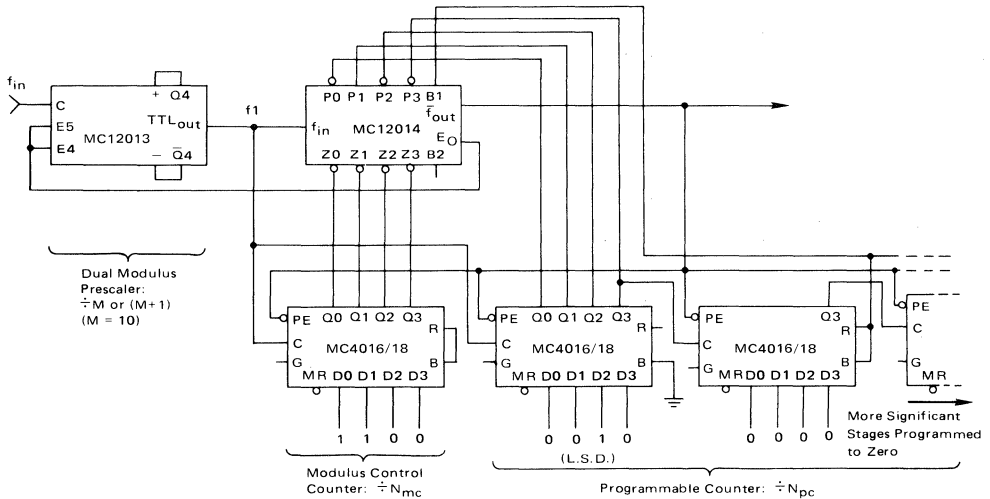 f_in
C
E5
E4
+ Q4
TTL_out
MC12013
− Q̅4
f1
P0 P1 P2 P3 B1
f̅_out
f_in MC12014
E_O
Z0 Z1 Z2 Z3 B2
Dual Modulus
Prescaler:
÷M or (M+1)
(M = 10)
PE Q0 Q1 Q2 Q3
R
C MC4016/18
G B
MR D0 D1 D2 D3
1 1 0 0
Modulus Control
Counter: ÷N_mc
PE Q0 Q1 Q2 Q3
R
C MC4016/18
G B
MR D0 D1 D2 D3
0 0 1 0
(L.S.D.)
PE Q3
R
C MC4016/18
G B
MR D0 D1 D2 D3
0 0 0 0
Programmable Counter: ÷N_pc
PE
C
G
MR
More Significant
Stages Programmed
to Zero